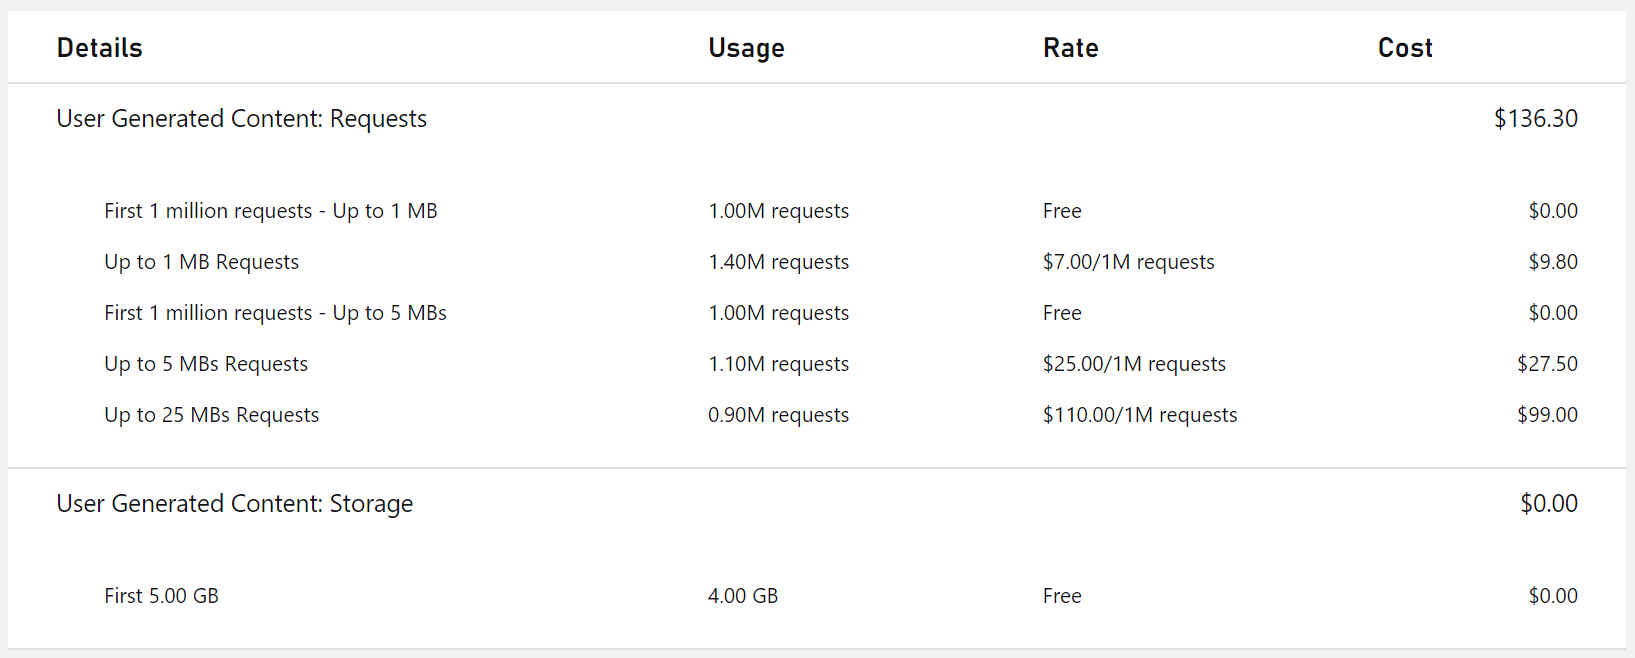 Details Usage Rate Cost
User Generated Content: Requests $136.30
First 1 million requests - Up to 1 MB 1.00M requests Free $0.00
Up to 1 MB Requests 1.40M requests $7.00/1M requests $9.80
First 1 million requests - Up to 5 MBs 1.00M requests Free $0.00
Up to 5 MBs Requests 1.10M requests $25.00/1M requests $27.50
Up to 25 MBs Requests 0.90M requests $110.00/1M requests $99.00
User Generated Content: Storage $0.00
First 5.00 GB 4.00 GB Free $0.00